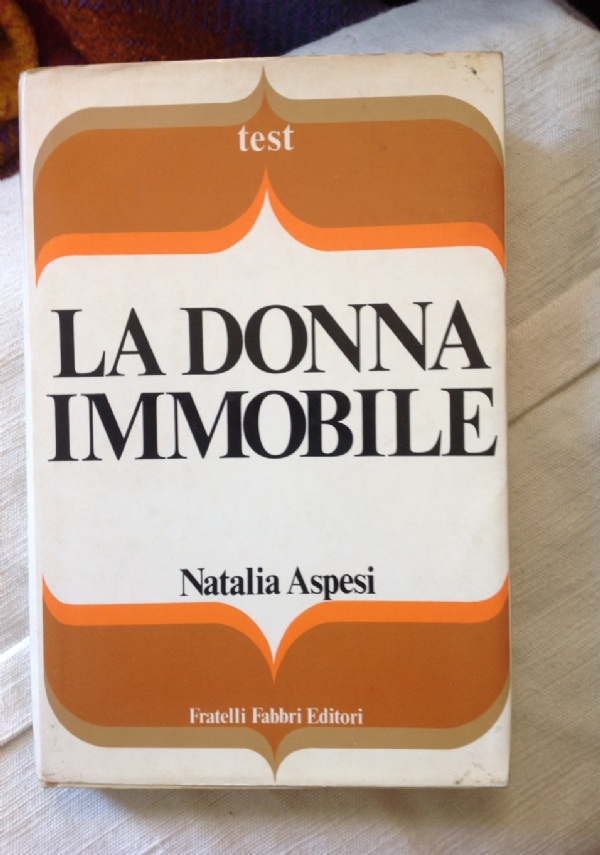 test
LA DONNA
IMMOBILE
Natalia Aspesi
Fratelli Fabbri Editori